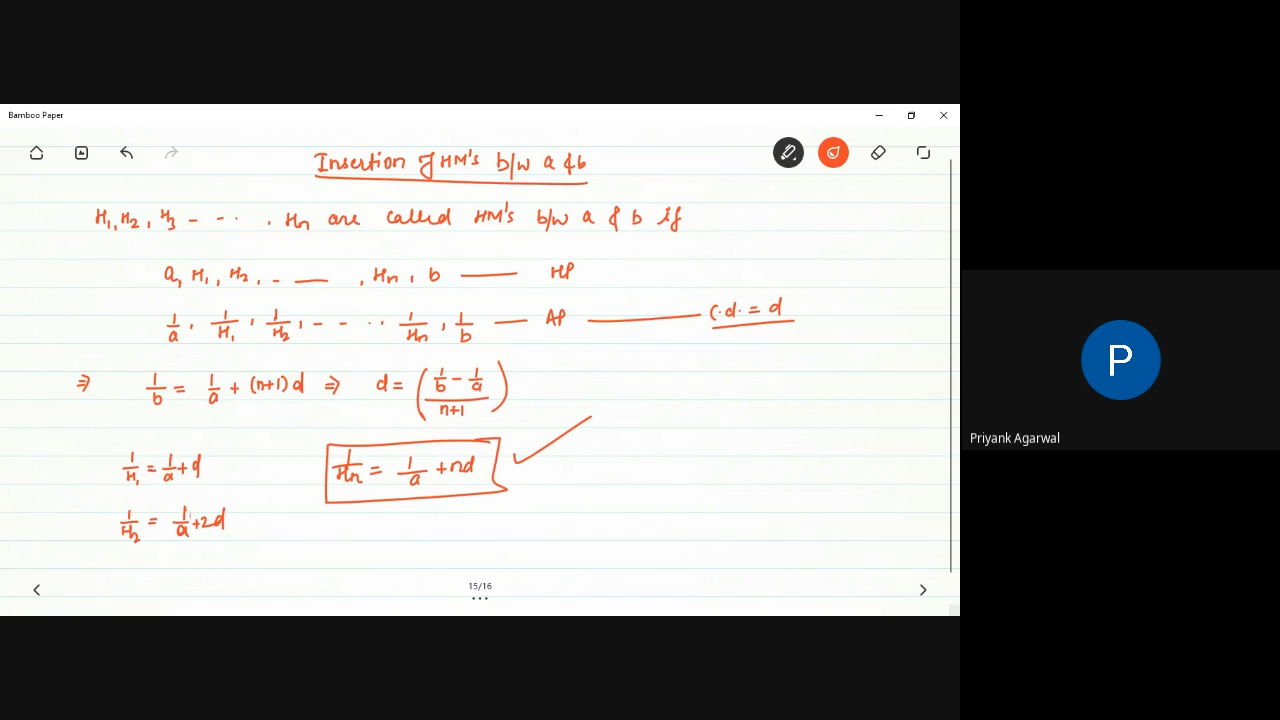 Bamboo Paper
Insertion of HM's b/w a & b
H₁, H₂, H₃ - - ·· . Hₙ are called HM's b/w a & b if
a, H₁, H₂, - — , Hₙ, b — HP
1/a, 1/H₁, 1/H₂, - - ·· 1/Hₙ, 1/b — AP — C.d. = d
⇒ 1/b = 1/a + (n+1)d ⇒ d = ((1/b - 1/a)/(n+1))
1/H₁ = 1/a + d
1/Hₙ = 1/a + nd ✓
1/H₂ = 1/a + 2d
15/16
P
Priyank Agarwal